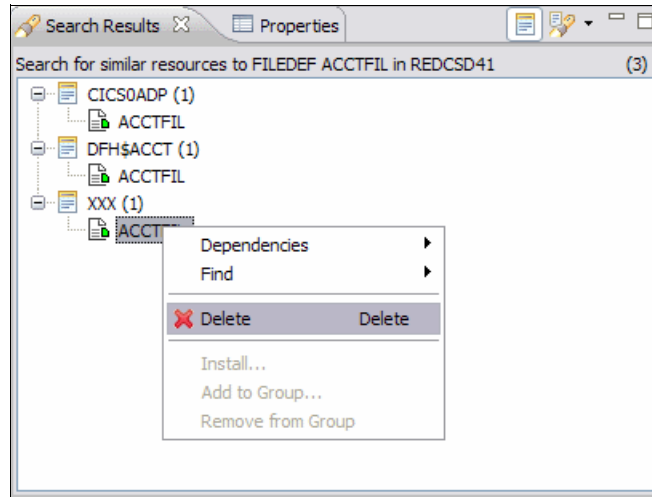 Search Results Properties
Search for similar resources to FILEDEF ACCTFIL in REDCSD41 (3)
CICS0ADP (1)
ACCTFIL
DFH$ACCT (1)
ACCTFIL
XXX (1)
Dependencies
Find
Delete Delete
Install...
Add to Group...
Remove from Group